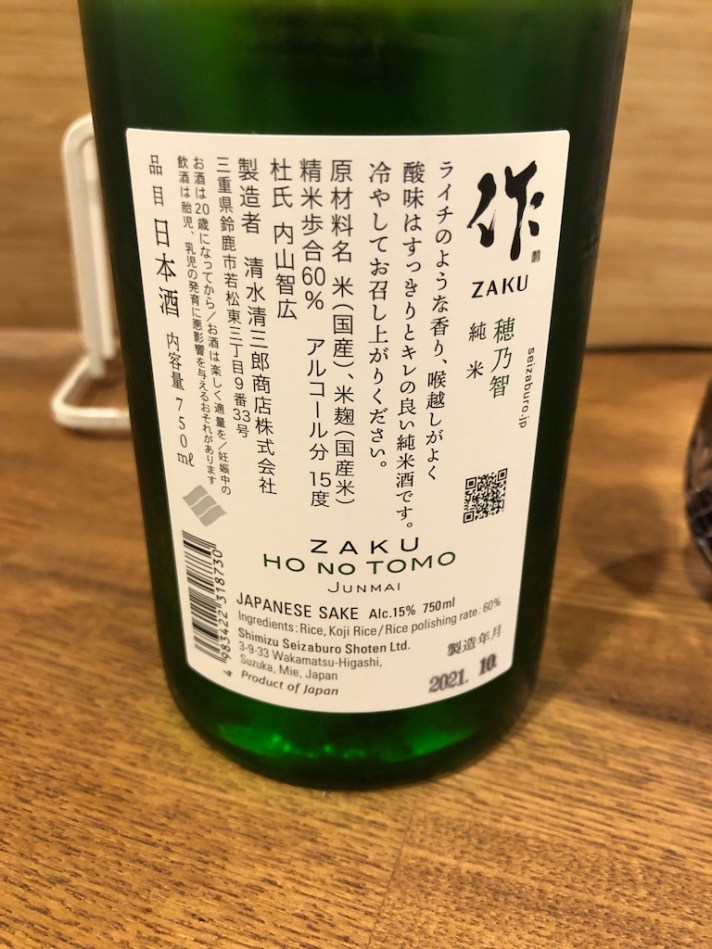 作
ZAKU
穂乃智
純米
seizaburo.jp
ライチのような香り、喉越しがよく
酸味はすっきりとキレの良い純米酒です。
冷やしてお召し上がりください。
原材料名 米(国産)、米麹(国産米)
精米歩合60% アルコール分 15度
杜氏 内山智広
製造者 清水清三郎商店株式会社
三重県鈴鹿市若松東三丁目9番33号
お酒は20歳になってから/お酒は楽しく適量を/妊娠中の
飲酒は胎児、乳児の発育に悪影響を与えるおそれがあります
品目 日本酒 内容量 750mℓ
ZAKU
HO NO TOMO
JUNMAI
JAPANESE SAKE Alc.15% 750ml
Ingredients: Rice, Koji Rice / Rice polishing rate: 60%
Shimizu Seizaburo Shoten Ltd.
3-9-33 Wakamatsu-Higashi,
Suzuka, Mie, Japan
Product of Japan
製造年月
2021. 10.
4 983422 318730